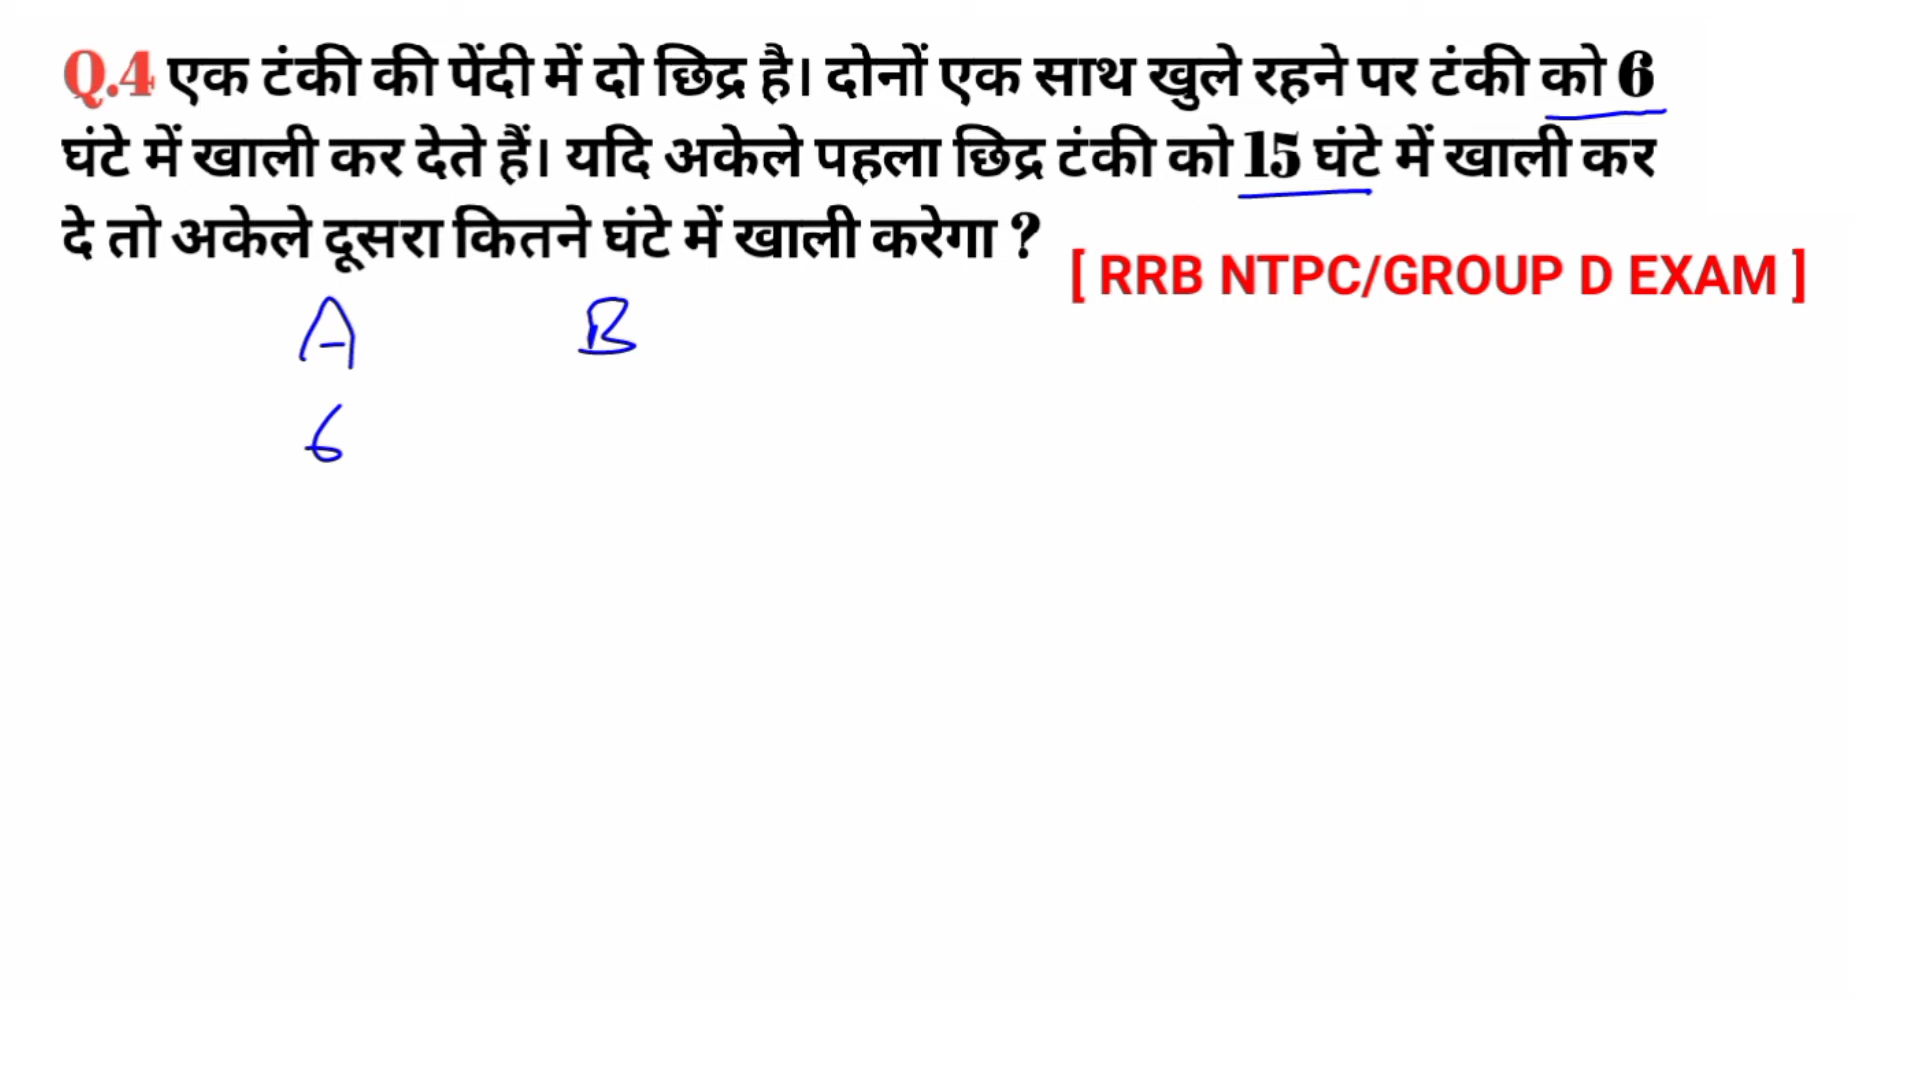 Q.4 एक टंकी की पेंदी में दो छिद्र है। दोनों एक साथ खुले रहने पर टंकी को 6
घंटे में खाली कर देते हैं। यदि अकेले पहला छिद्र टंकी को 15 घंटे में खाली कर
दे तो अकेले दूसरा कितने घंटे में खाली करेगा ?
[ RRB NTPC/GROUP D EXAM ]
A B
6